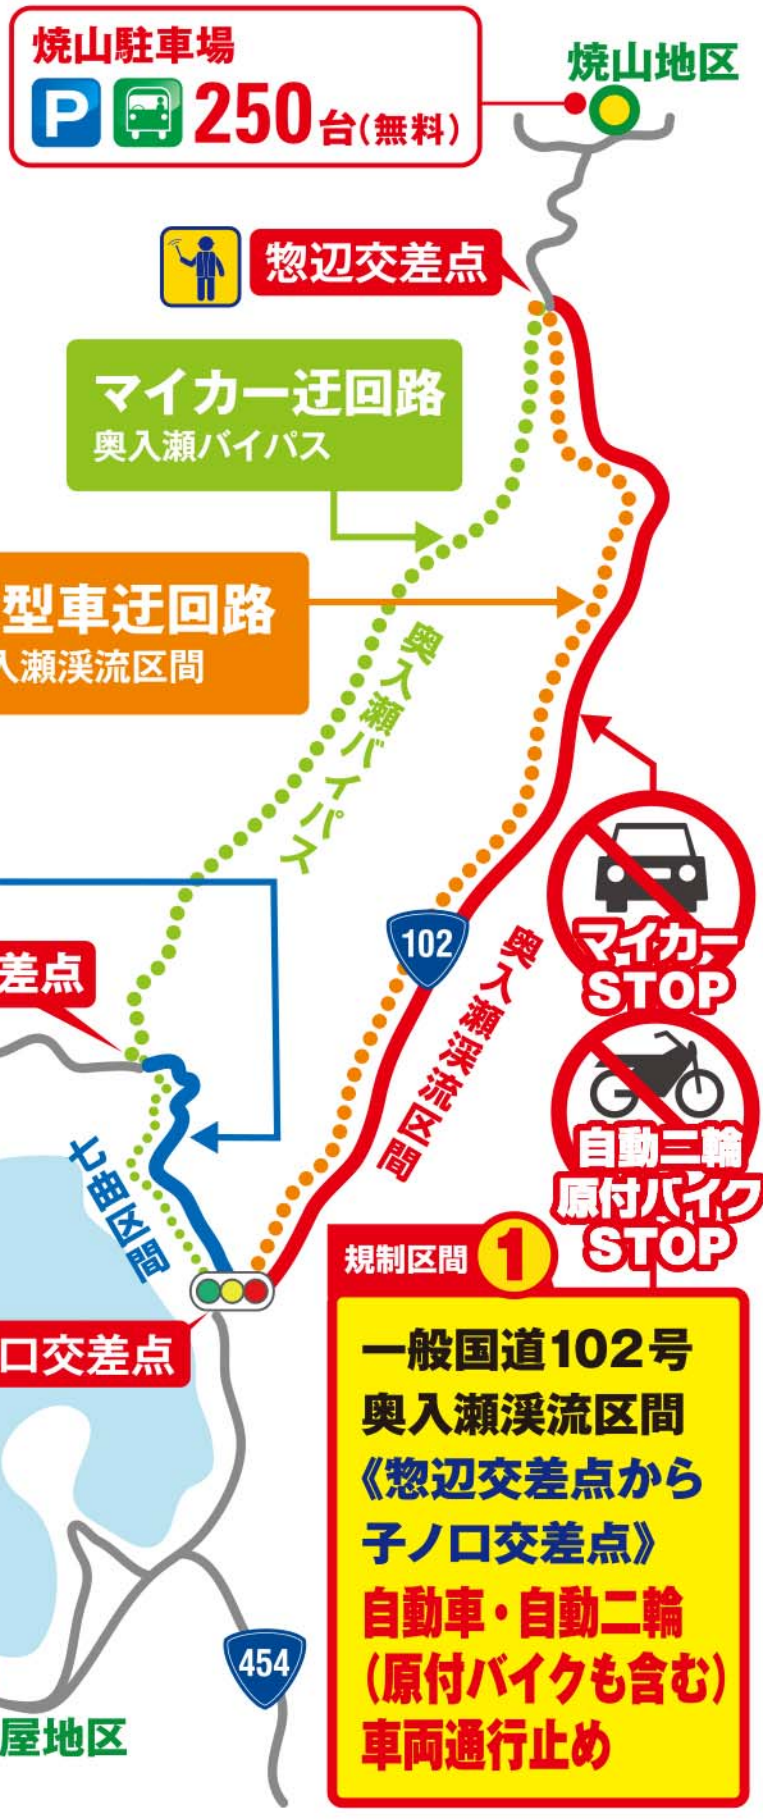 焼山駐車場
P 250台(無料)
焼山地区
惣辺交差点
マイカー迂回路
奥入瀬バイパス
型車迂回路
入瀬渓流区間
奥入瀬バイパス
102
奥入瀬渓流区間
マイカー
STOP
差点
自動二輪
原付バイク
STOP
七曲区間
規制区間 1
口交差点
一般国道102号
奥入瀬渓流区間
《惣辺交差点から
子ノ口交差点》
自動車・自動二輪
(原付バイクも含む)
車両通行止め
454
屋地区